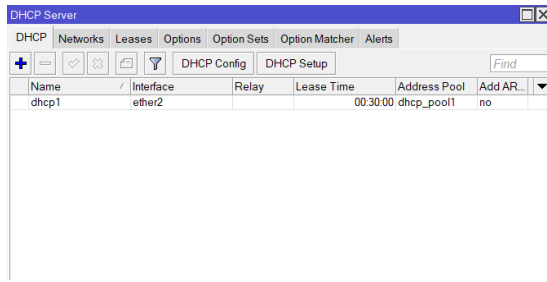 DHCP Server
DHCP Networks Leases Options Option Sets Option Matcher Alerts
DHCP Config DHCP Setup Find
Name Interface Relay Lease Time Address Pool Add AR...
dhcp1 ether2 00:30:00 dhcp_pool1 no